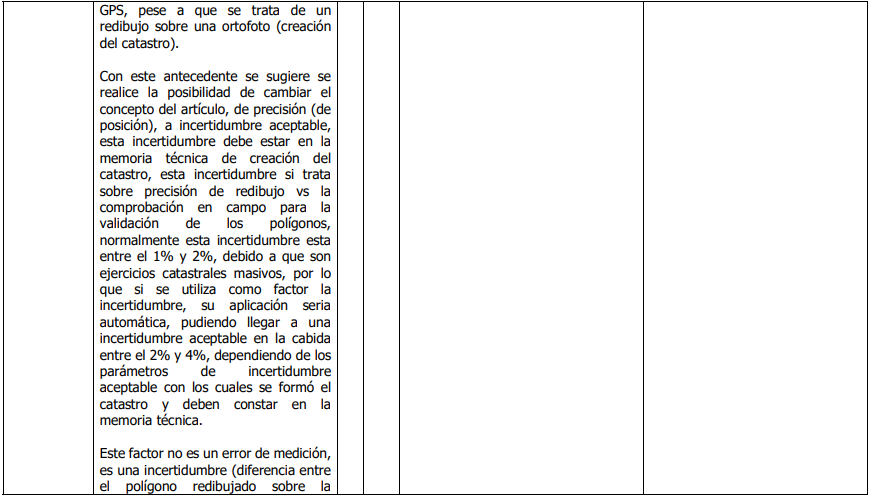 GPS, pese a que se trata de un
redibujo sobre una ortofoto (creación
del catastro).
Con este antecedente se sugiere se
realice la posibilidad de cambiar el
concepto del artículo, de precisión (de
posición), a incertidumbre aceptable,
esta incertidumbre debe estar en la
memoria técnica de creación del
catastro, esta incertidumbre si trata
sobre precisión de redibujo vs la
comprobación en campo para la
validación de los polígonos,
normalmente esta incertidumbre esta
entre el 1% y 2%, debido a que son
ejercicios catastrales masivos, por lo
que si se utiliza como factor la
incertidumbre, su aplicación seria
automática, pudiendo llegar a una
incertidumbre aceptable en la cabida
entre el 2% y 4%, dependiendo de los
parámetros de incertidumbre
aceptable con los cuales se formó el
catastro y deben constar en la
memoria técnica.
Este factor no es un error de medición,
es una incertidumbre (diferencia entre
el polígono redibujado sobre la